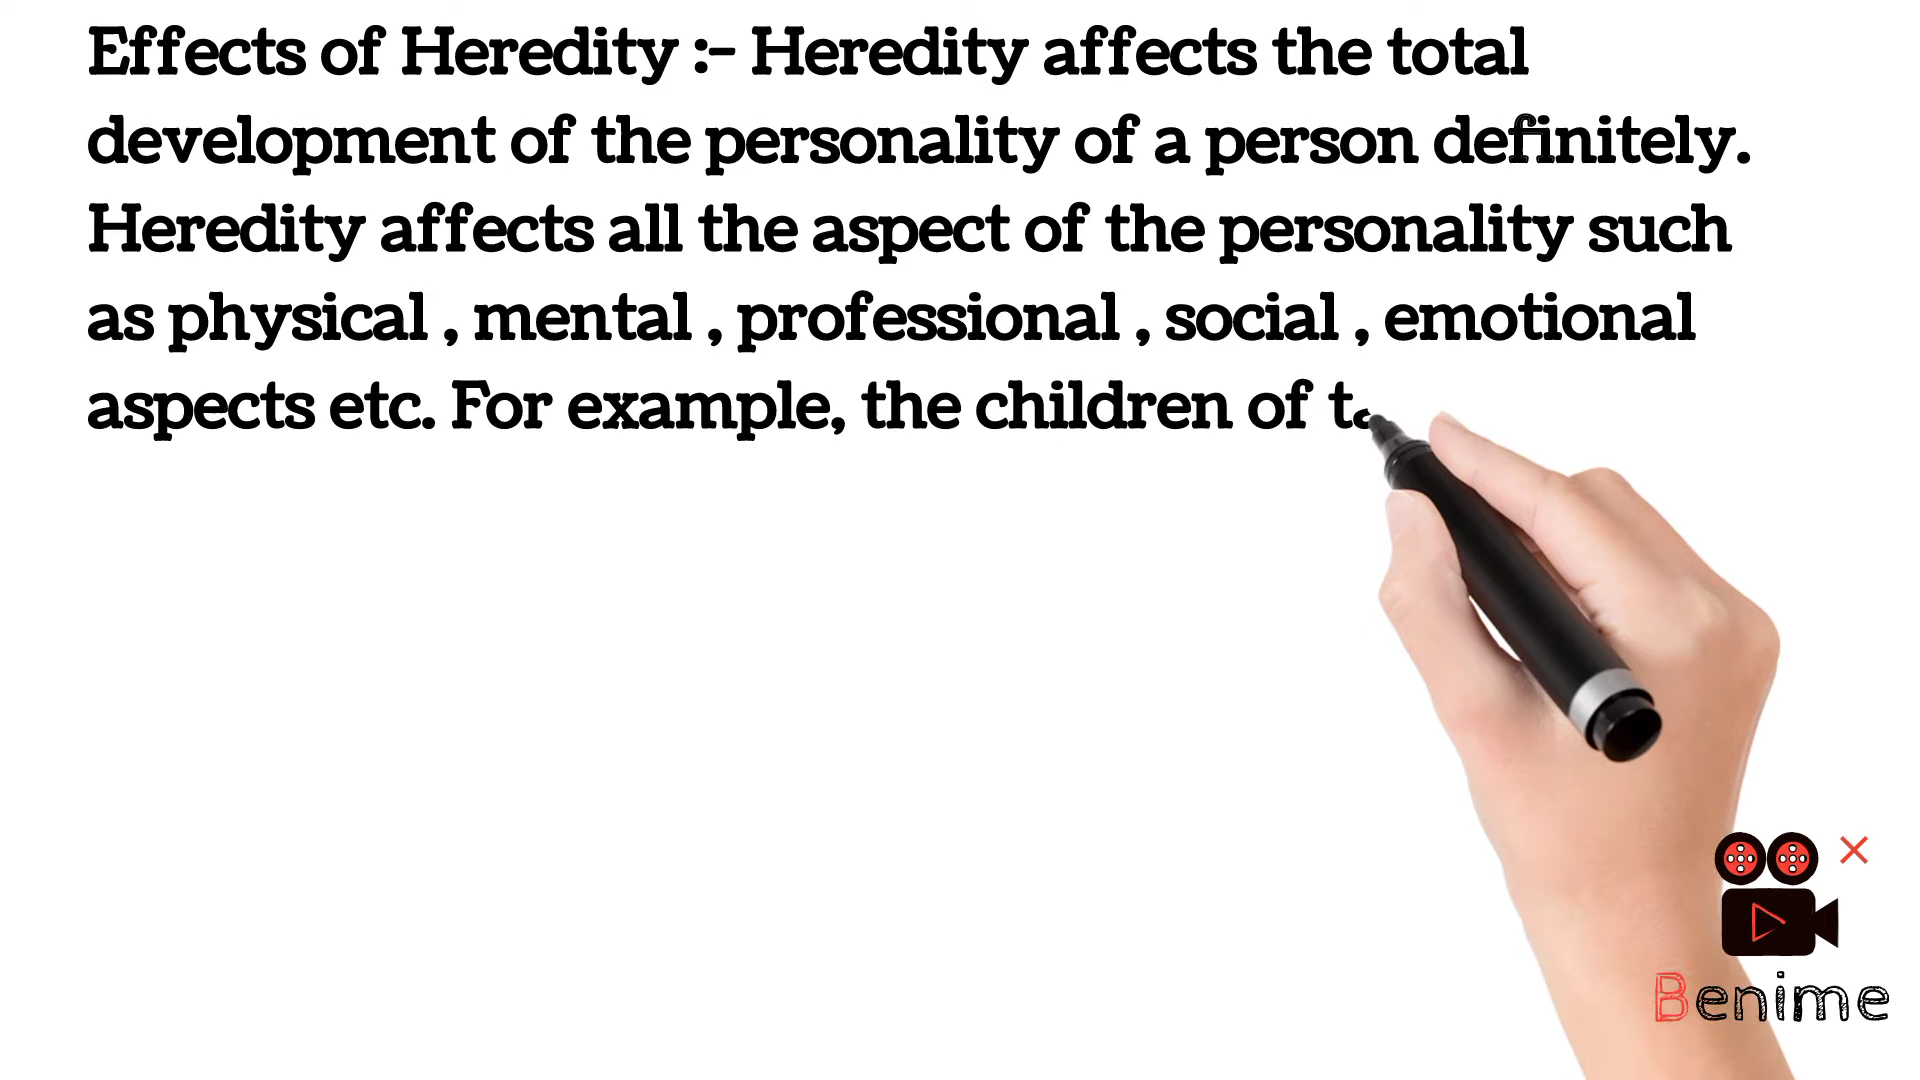 Effects of Heredity :- Heredity affects the total
development of the personality of a person definitely.
Heredity affects all the aspect of the personality such
as physical , mental , professional , social , emotional
aspects etc. For example, the children of
Benime